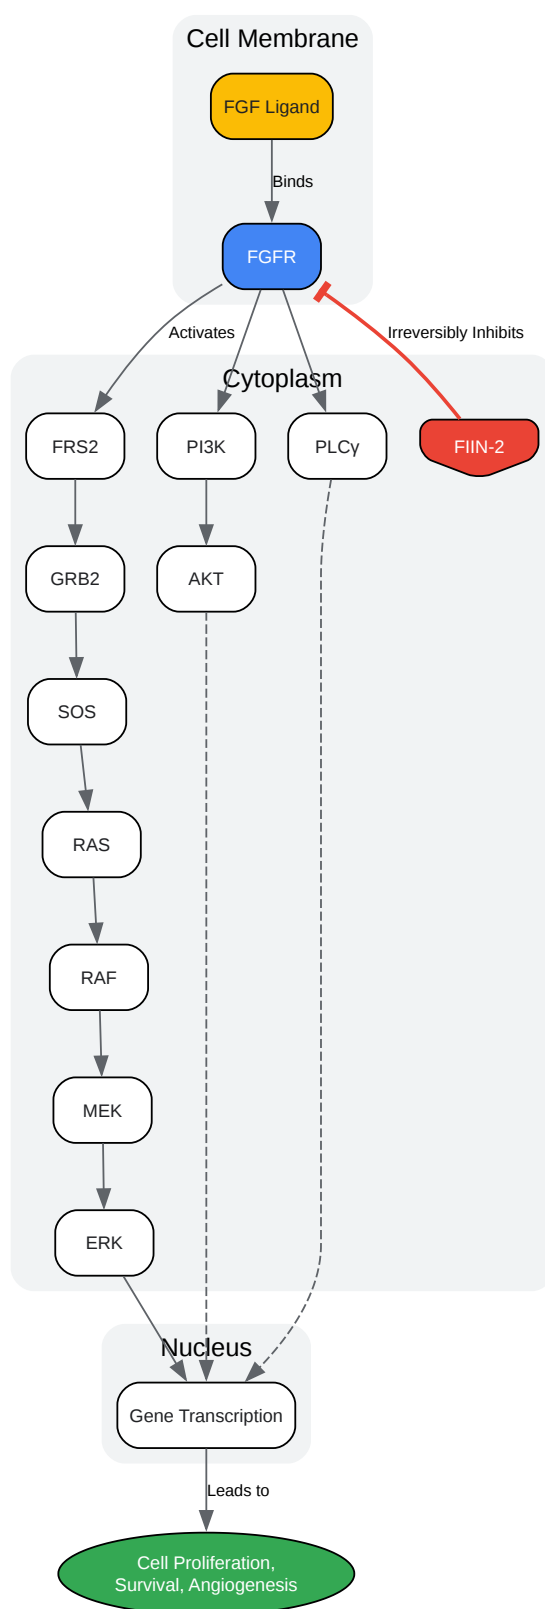 Cell Membrane
FGF Ligand
Binds
FGFR
Activates
Irreversibly Inhibits
Cytoplasm
FRS2
PI3K
PLCγ
FIIN-2
GRB2
AKT
SOS
RAS
RAF
MEK
ERK
Nucleus
Gene Transcription
Leads to
Cell Proliferation,
Survival, Angiogenesis